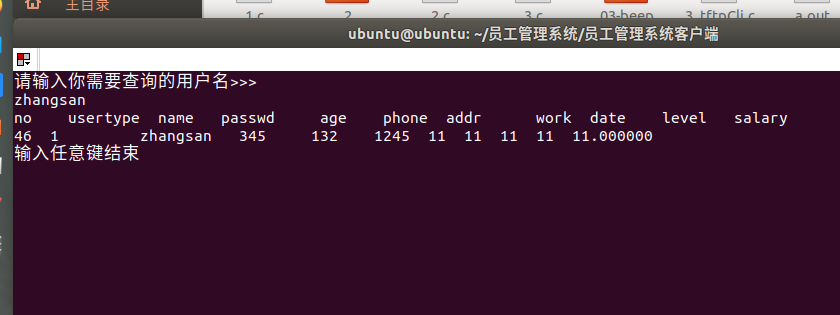 主目录
1.c 2 2.c 3.c 03-beep 3_tftpCli.c a.out
ubuntu@ubuntu: ~/员工管理系统/员工管理系统客户端
请输入你需要查询的用户名>>>
zhangsan
no usertype name passwd age phone addr work date level salary
46 1 zhangsan 345 132 1245 11 11 11 11 11.000000
输入任意键结束